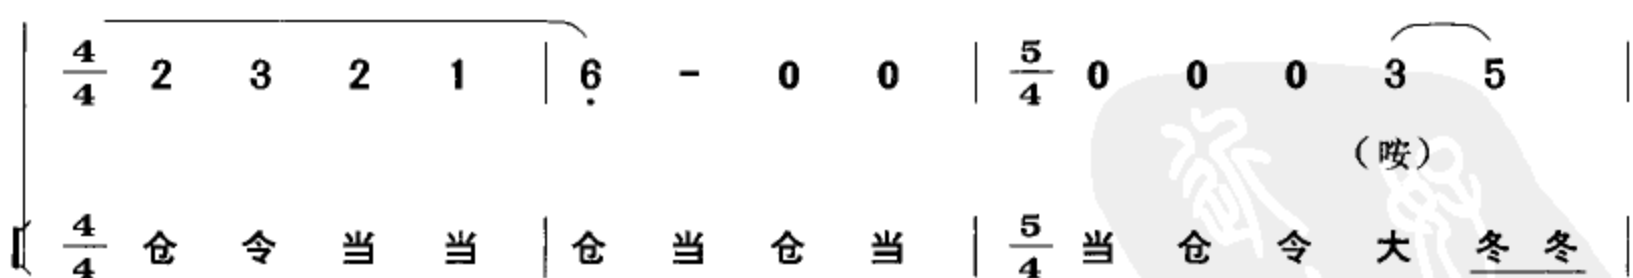 4/4 2 3 2 1 | 6̣ - 0 0 | 5/4 0 0 0 3 5 |
（咹）
4/4 仓 令 当 当 | 仓 当 仓 当 | 5/4 当 仓 令 大 冬 冬 |